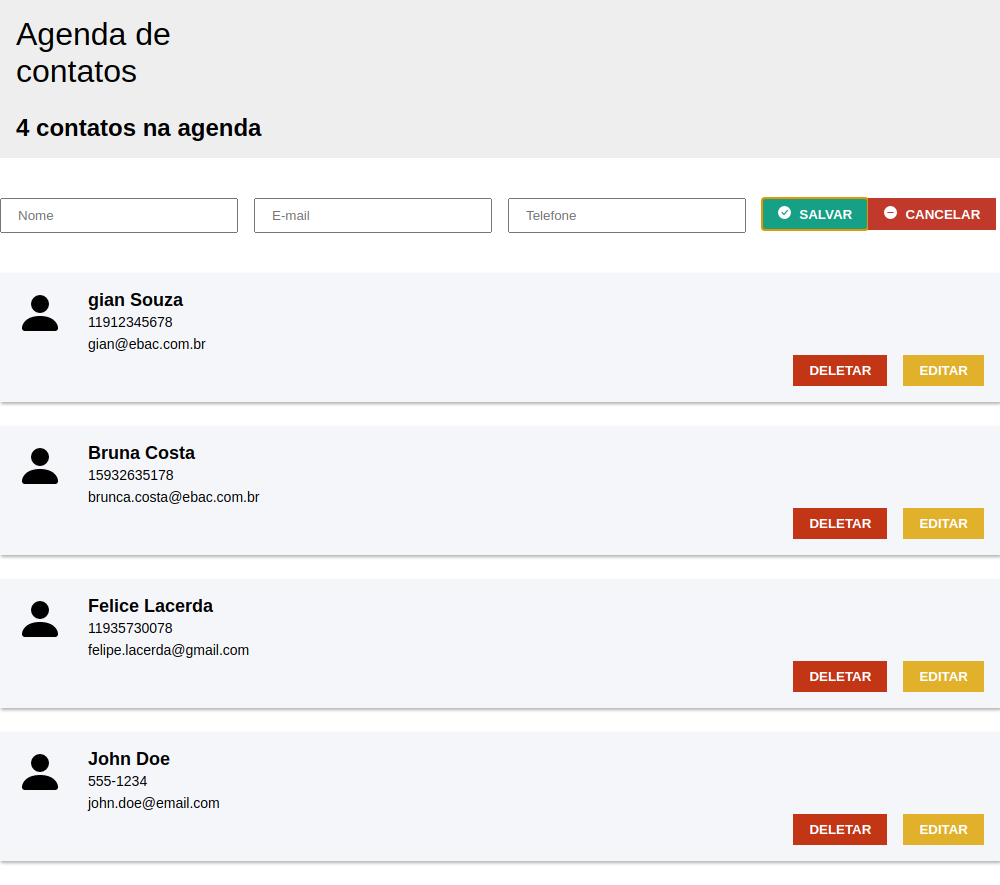 Agenda de
contatos
4 contatos na agenda
Nome E-mail Telefone SALVAR CANCELAR
gian Souza
11912345678
gian@ebac.com.br
DELETAR EDITAR
Bruna Costa
15932635178
brunca.costa@ebac.com.br
DELETAR EDITAR
Felice Lacerda
11935730078
felipe.lacerda@gmail.com
DELETAR EDITAR
John Doe
555-1234
john.doe@email.com
DELETAR EDITAR